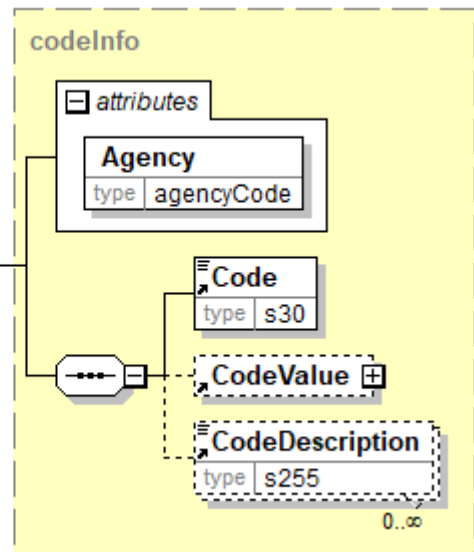 codeInfo
attributes
Agency
type agencyCode
Code
type s30
CodeValue
CodeDescription
type s255
0..∞